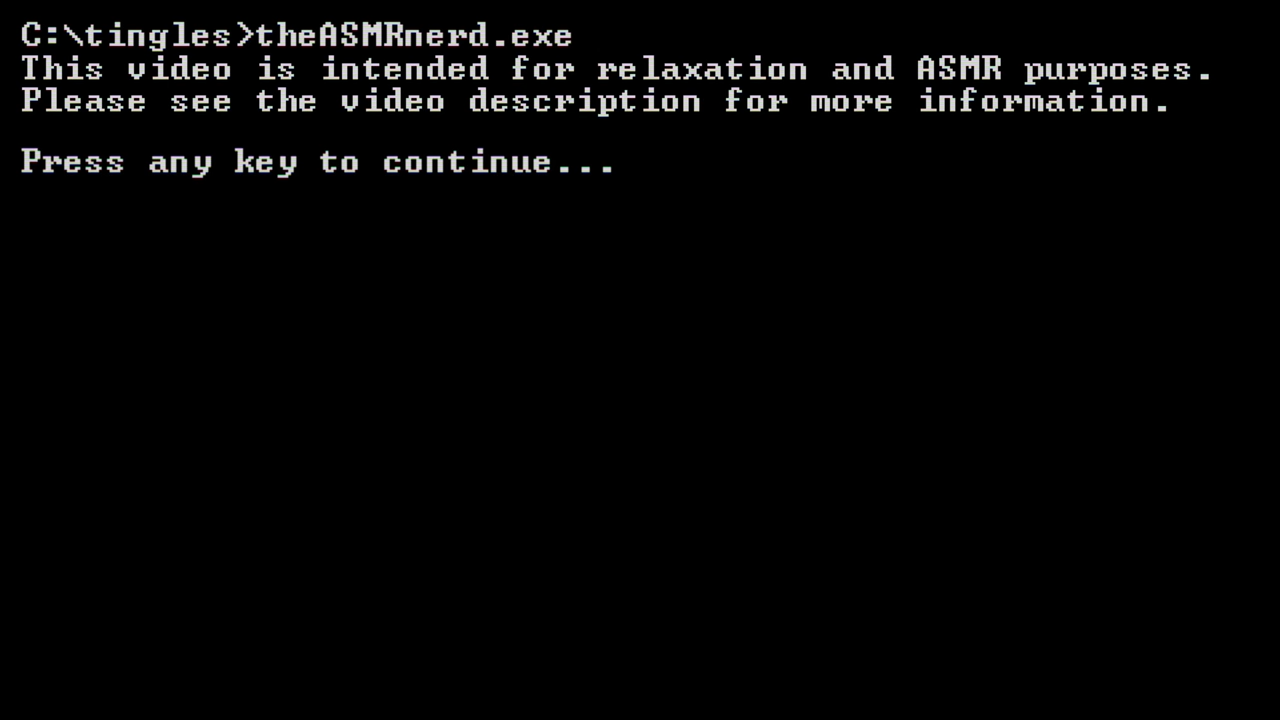 C:\tingles>theASMRnerd.exe
This video is intended for relaxation and ASMR purposes.
Please see the video description for more information.
Press any key to continue...